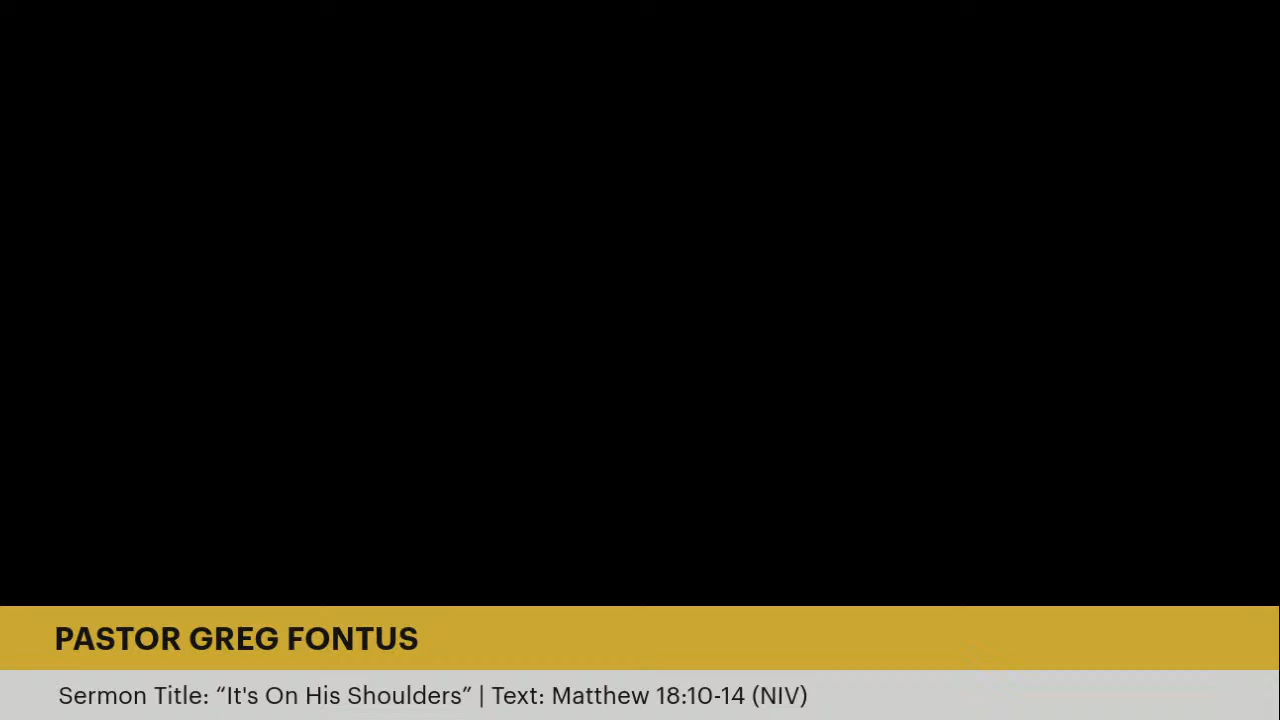 PASTOR GREG FONTUS
Sermon Title: “It's On His Shoulders” | Text: Matthew 18:10-14 (NIV)